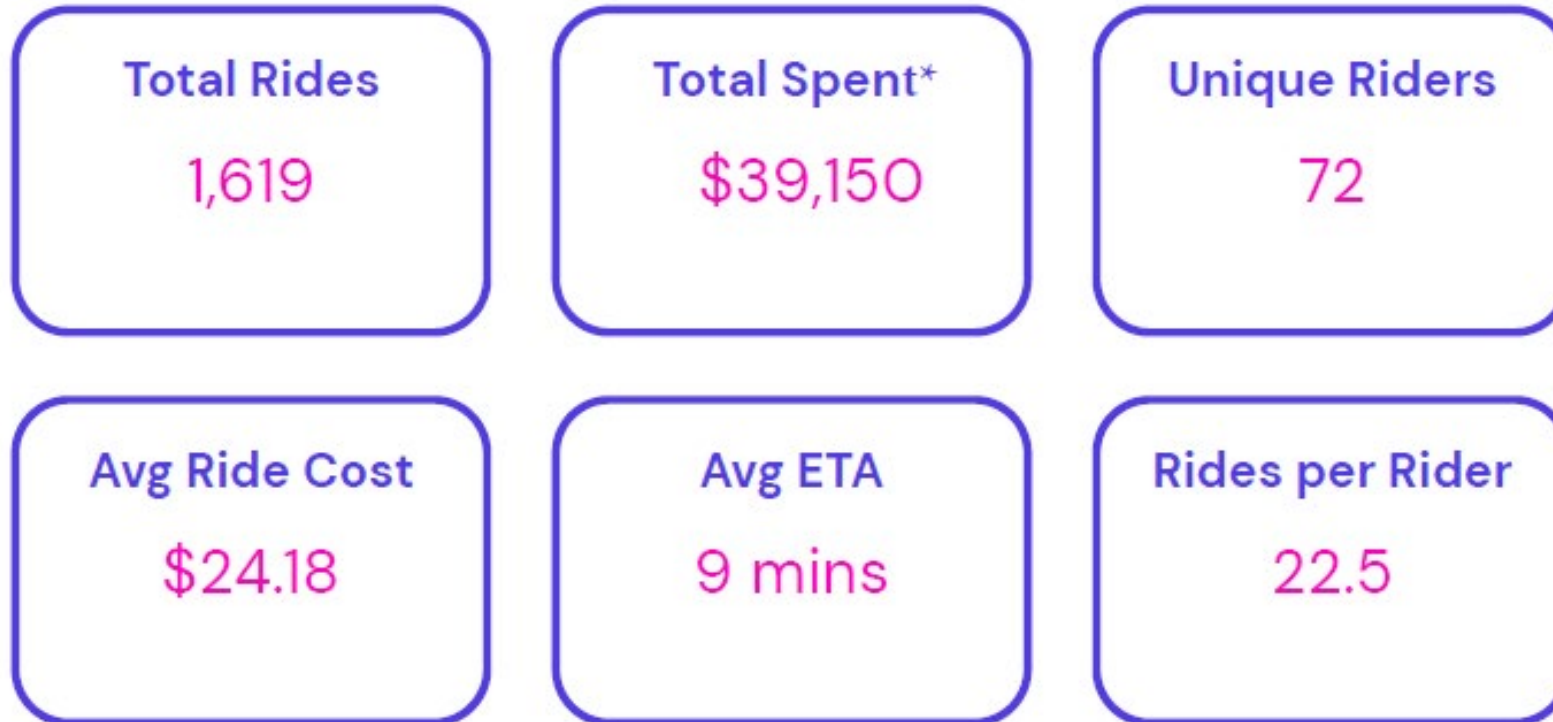 Total Rides
1,619
Total Spent*
$39,150
Unique Riders
72
Avg Ride Cost
$24.18
Avg ETA
9 mins
Rides per Rider
22.5